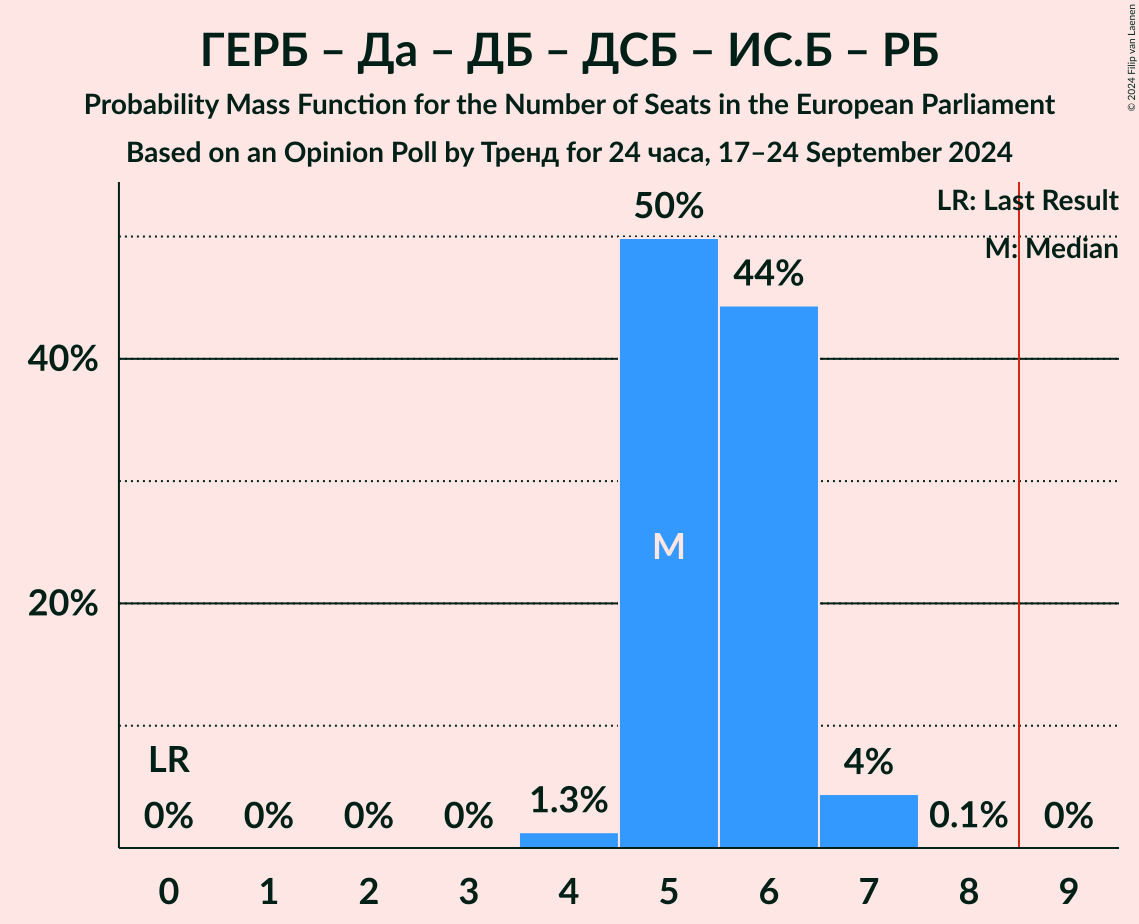 ГЕРБ – Да – ДБ – ДСБ – ИС.Б – РБ
Probability Mass Function for the Number of Seats in the European Parliament
Based on an Opinion Poll by Тренд for 24 часа, 17–24 September 2024
© 2024 Filip van Laenen
LR: Last Result
M: Median
50%
44%
40%
M
20%
LR
0%
0%
0%
0%
1.3%
4%
0.1%
0%
0 1 2 3 4 5 6 7 8 9